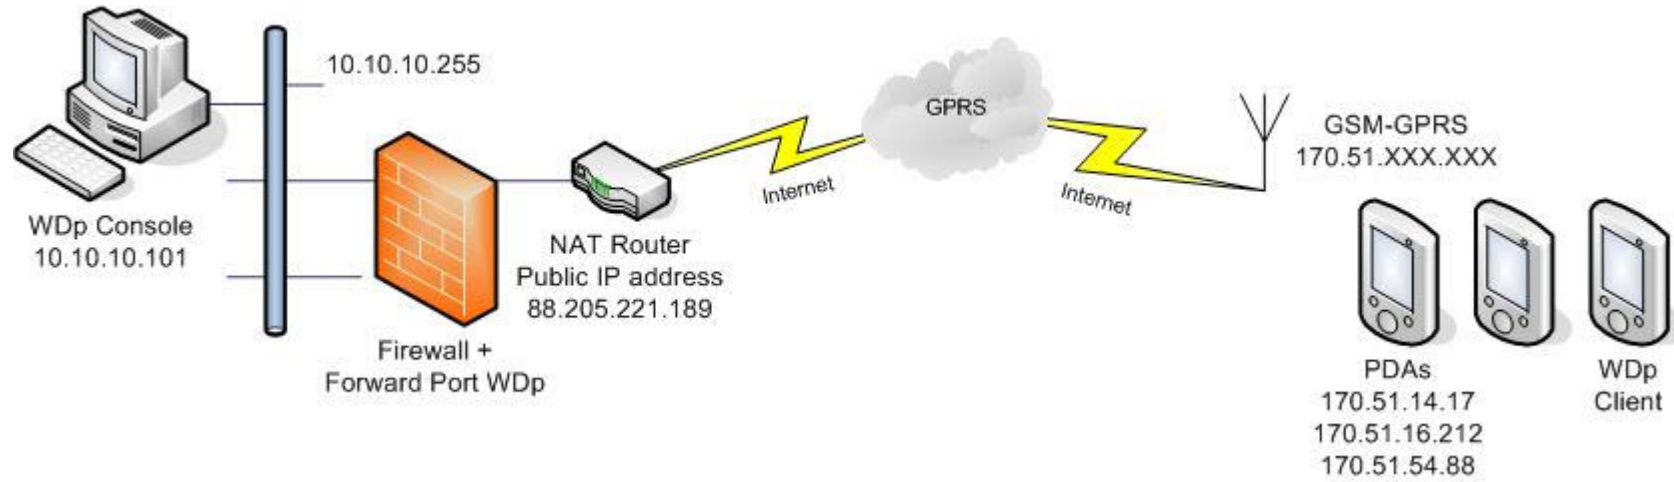 10.10.10.255
WDp Console
10.10.10.101
Firewall +
Forward Port WDp
NAT Router
Public IP address
88.205.221.189
Internet
GPRS
Internet
GSM-GPRS
170.51.XXX.XXX
PDAs
170.51.14.17
170.51.16.212
170.51.54.88
WDp
Client